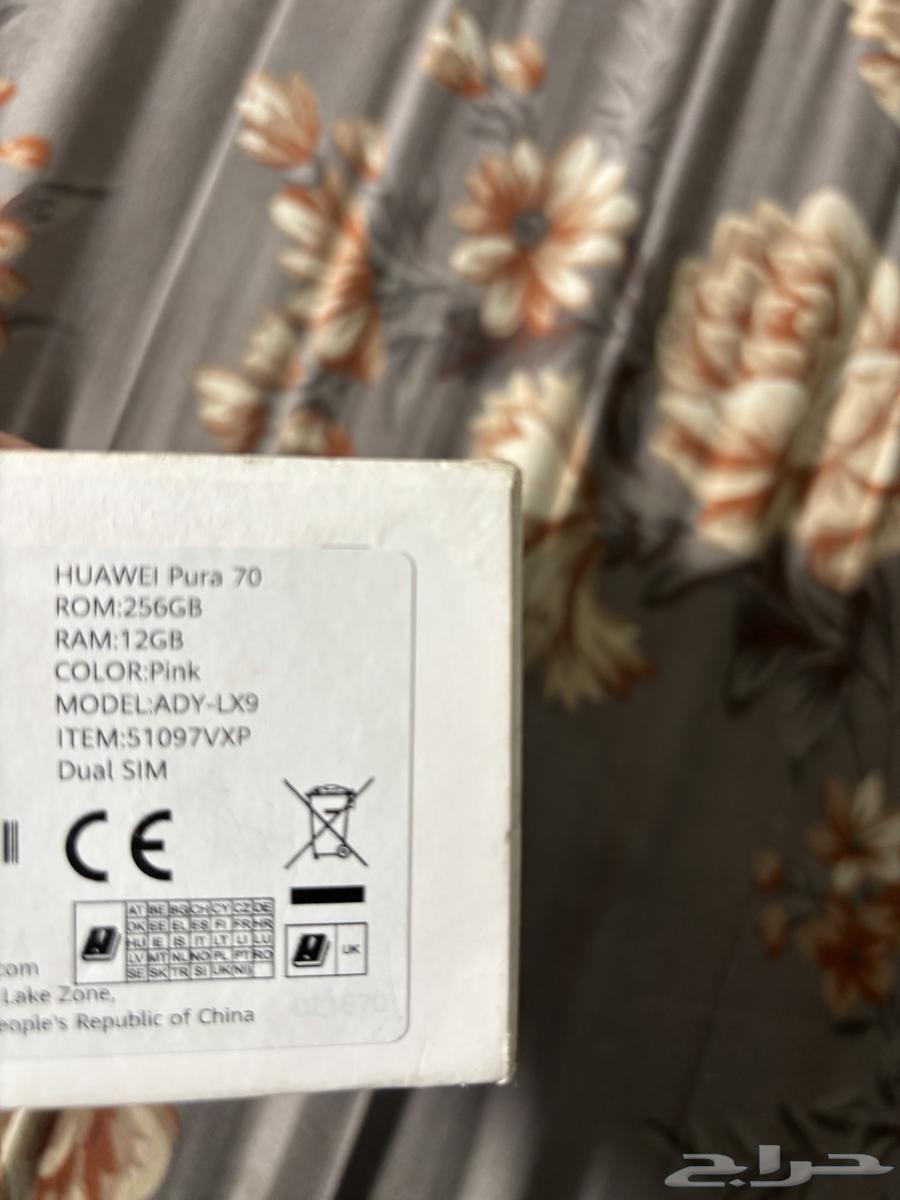 HUAWEI Pura 70
ROM:256GB
RAM:12GB
COLOR:Pink
MODEL:ADY-LX9
ITEM:51097VXP
Dual SIM
CE
AT BE BG CH CY CZ DE
DK EE EL ES FI FR HR
HU IE IS IT LT LI LU
LV MT NL NO PL PT RO
SE SK TR SI UK(NI)
UK
com
Lake Zone,
eople's Republic of China
حراج